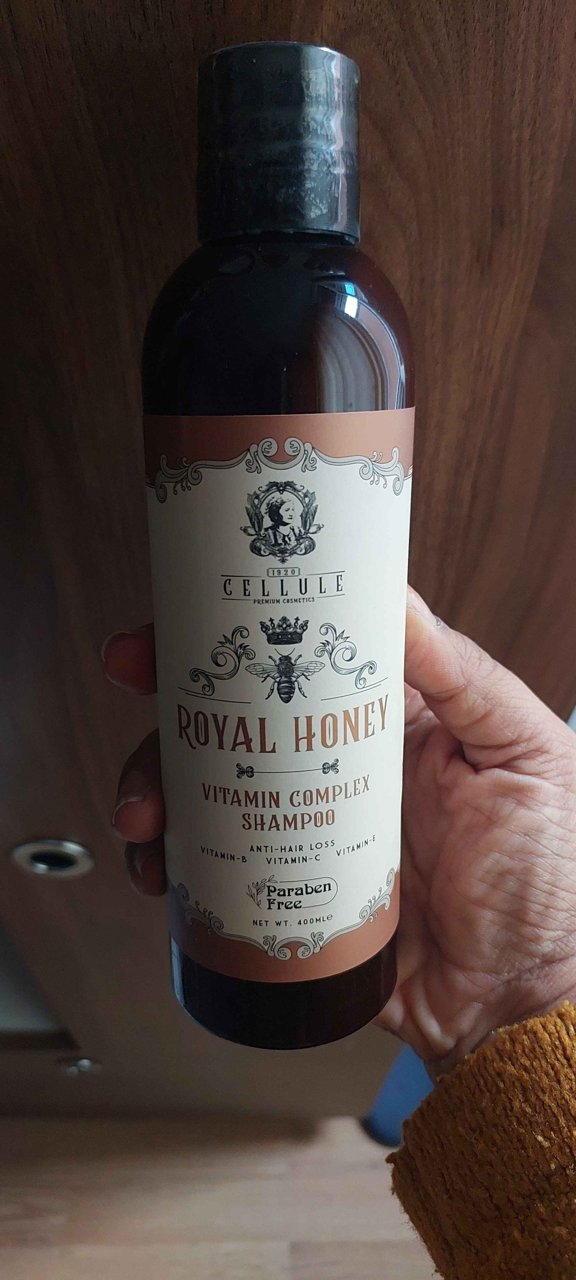 1920
CELLULE
PREMIUM COSMETICS
ROYAL HONEY
VITAMIN COMPLEX
SHAMPOO
ANTI-HAIR LOSS
VITAMIN-B VITAMIN-C VITAMIN-E
Paraben
Free
NET WT. 400ML℮